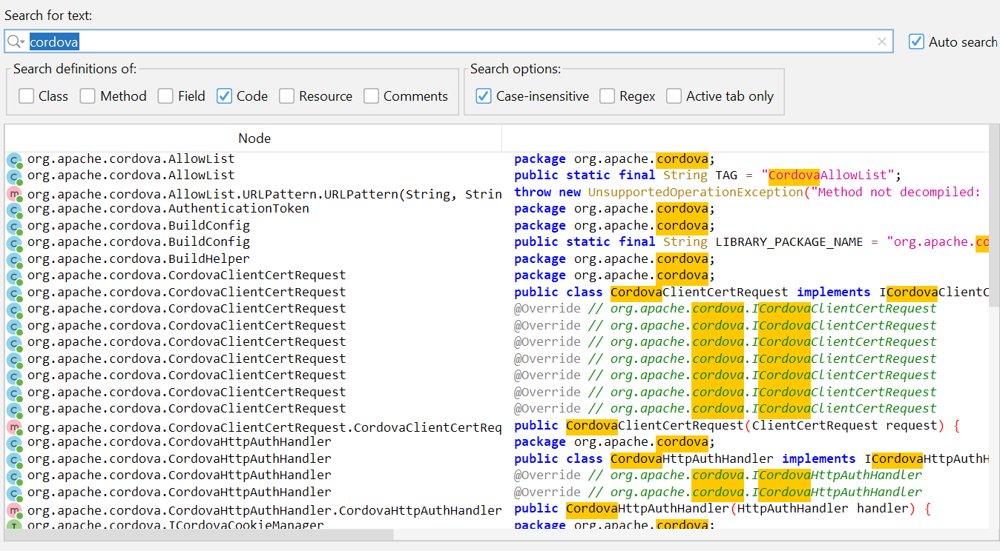 Search for text:
cordova
Auto search
Search definitions of:
Search options:
Class Method Field Code Resource Comments Case-insensitive Regex Active tab only
Node
org.apache.cordova.AllowList package org.apache.cordova;
org.apache.cordova.AllowList public static final String TAG = "CordovaAllowList";
org.apache.cordova.AllowList.URLPattern.URLPattern(String, Strin throw new UnsupportedOperationException("Method not decompiled:
org.apache.cordova.AuthenticationToken package org.apache.cordova;
org.apache.cordova.BuildConfig package org.apache.cordova;
org.apache.cordova.BuildConfig public static final String LIBRARY_PACKAGE_NAME = "org.apache.co
org.apache.cordova.BuildHelper package org.apache.cordova;
org.apache.cordova.CordovaClientCertRequest package org.apache.cordova;
org.apache.cordova.CordovaClientCertRequest public class CordovaClientCertRequest implements ICordovaClientC
org.apache.cordova.CordovaClientCertRequest @Override // org.apache.cordova.ICordovaClientCertRequest
org.apache.cordova.CordovaClientCertRequest @Override // org.apache.cordova.ICordovaClientCertRequest
org.apache.cordova.CordovaClientCertRequest @Override // org.apache.cordova.ICordovaClientCertRequest
org.apache.cordova.CordovaClientCertRequest @Override // org.apache.cordova.ICordovaClientCertRequest
org.apache.cordova.CordovaClientCertRequest @Override // org.apache.cordova.ICordovaClientCertRequest
org.apache.cordova.CordovaClientCertRequest @Override // org.apache.cordova.ICordovaClientCertRequest
org.apache.cordova.CordovaClientCertRequest @Override // org.apache.cordova.ICordovaClientCertRequest
org.apache.cordova.CordovaClientCertRequest.CordovaClientCertReq public CordovaClientCertRequest(ClientCertRequest request) {
org.apache.cordova.CordovaHttpAuthHandler package org.apache.cordova;
org.apache.cordova.CordovaHttpAuthHandler public class CordovaHttpAuthHandler implements ICordovaHttpAuthH
org.apache.cordova.CordovaHttpAuthHandler @Override // org.apache.cordova.ICordovaHttpAuthHandler
org.apache.cordova.CordovaHttpAuthHandler @Override // org.apache.cordova.ICordovaHttpAuthHandler
org.apache.cordova.CordovaHttpAuthHandler.CordovaHttpAuthHandler public CordovaHttpAuthHandler(HttpAuthHandler handler) {
org.apache.cordova.ICordovaCookieManager package org.apache.cordova;